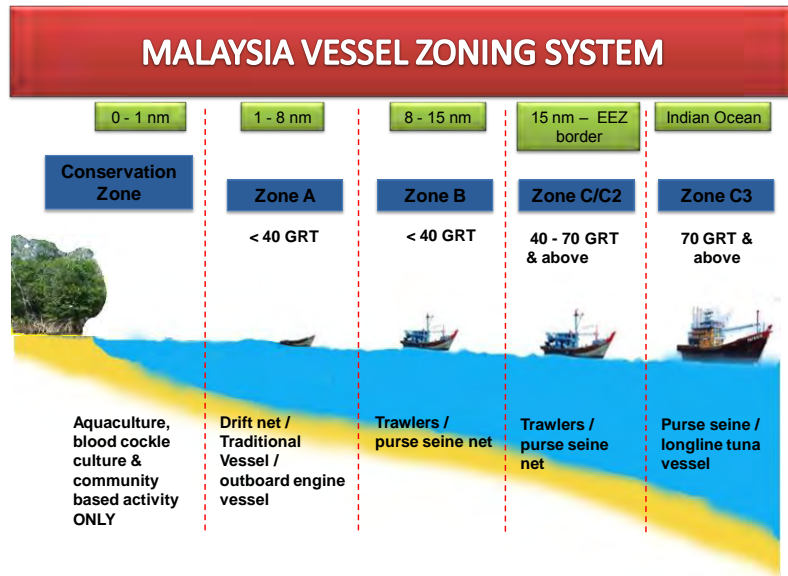 MALAYSIA VESSEL ZONING SYSTEM
0 - 1 nm
1 - 8 nm
8 - 15 nm
15 nm – EEZ
border
Indian Ocean
Conservation
Zone
Zone A
Zone B
Zone C/C2
Zone C3
< 40 GRT
< 40 GRT
40 - 70 GRT
& above
70 GRT &
above
Aquaculture,
blood cockle
culture &
community
based activity
ONLY
Drift net /
Traditional
Vessel /
outboard engine
vessel
Trawlers /
purse seine net
Trawlers /
purse seine
net
Purse seine /
longline tuna
vessel